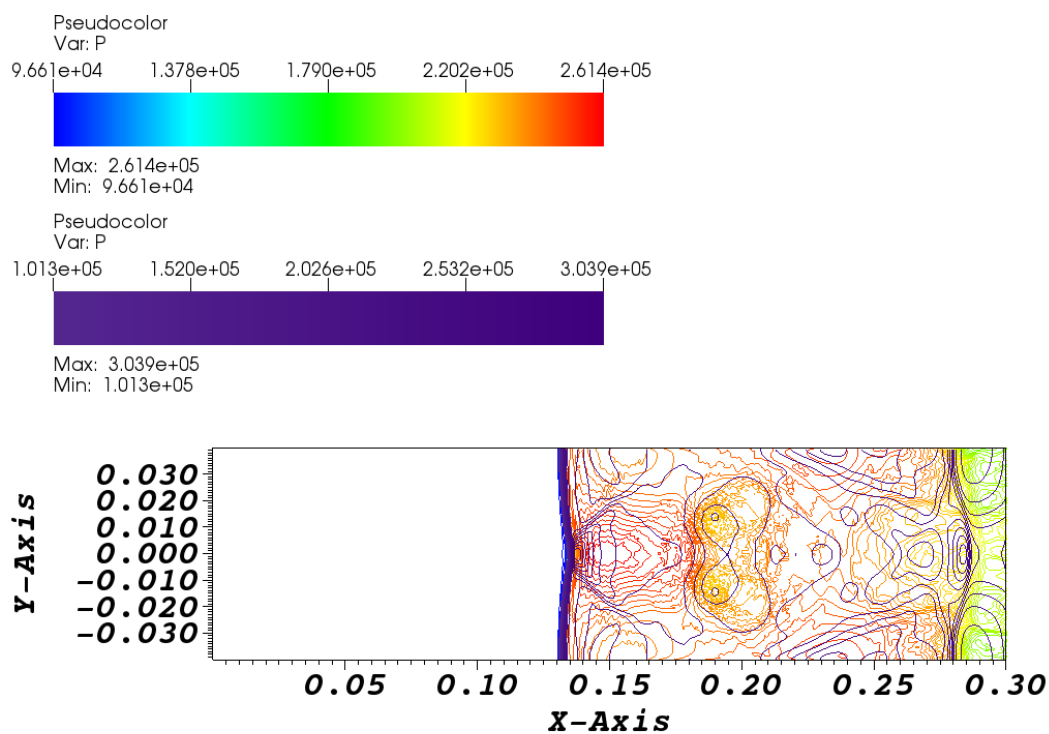 Pseudocolor
Var: P
9.661e+04 1.378e+05 1.790e+05 2.202e+05 2.614e+05
Max: 2.614e+05
Min: 9.661e+04
Pseudocolor
Var: P
1.013e+05 1.520e+05 2.026e+05 2.532e+05 3.039e+05
Max: 3.039e+05
Min: 1.013e+05
Y-Axis
0.030
0.020
0.010
0.000
-0.010
-0.020
-0.030
0.05 0.10 0.15 0.20 0.25 0.30
X-Axis